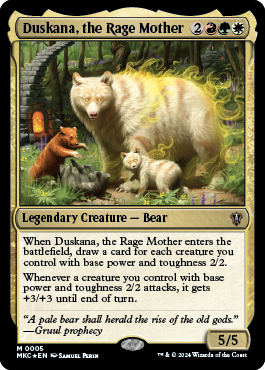 Duskana, the Rage Mother 2
Legendary Creature — Bear
When Duskana, the Rage Mother enters the
battlefield, draw a card for each creature you
control with base power and toughness 2/2.
Whenever a creature you control with base
power and toughness 2/2 attacks, it gets
+3/+3 until end of turn.
“A pale bear shall herald the rise of the old gods.”
—Gruul prophecy
5/5
M 0005
MKC★EN Samuel Perin
™ & © 2024 Wizards of the Coast